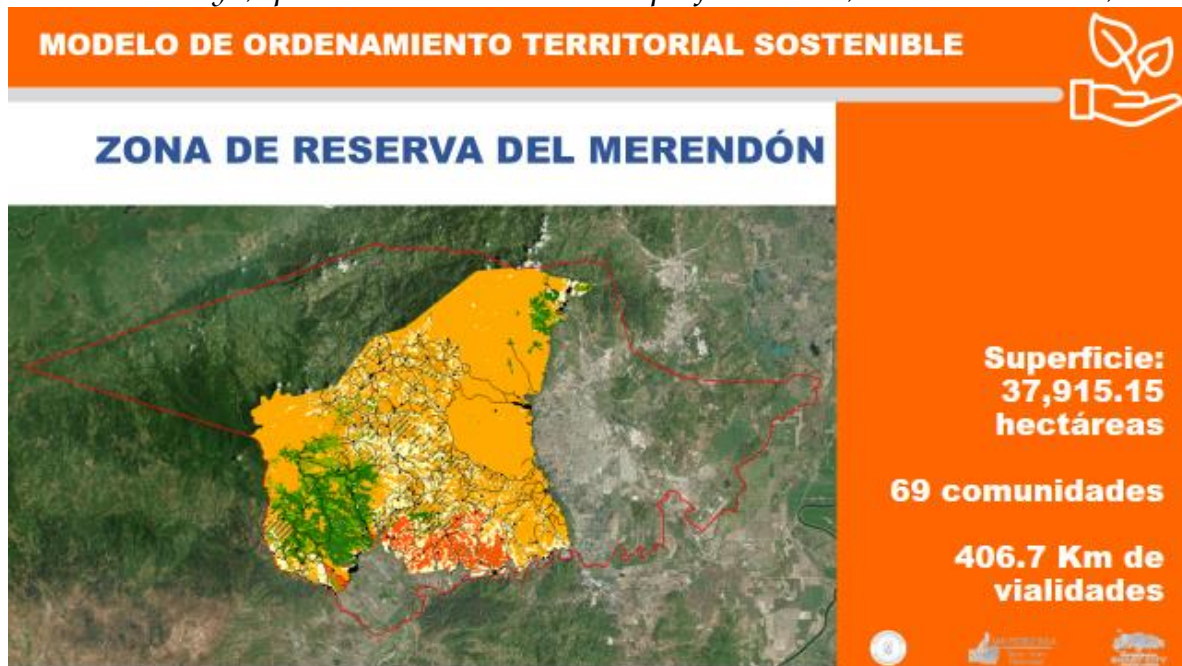 MODELO DE ORDENAMIENTO TERRITORIAL SOSTENIBLE
ZONA DE RESERVA DEL MERENDÓN
Superficie:
37,915.15
hectáreas
69 comunidades
406.7 Km de
vialidades